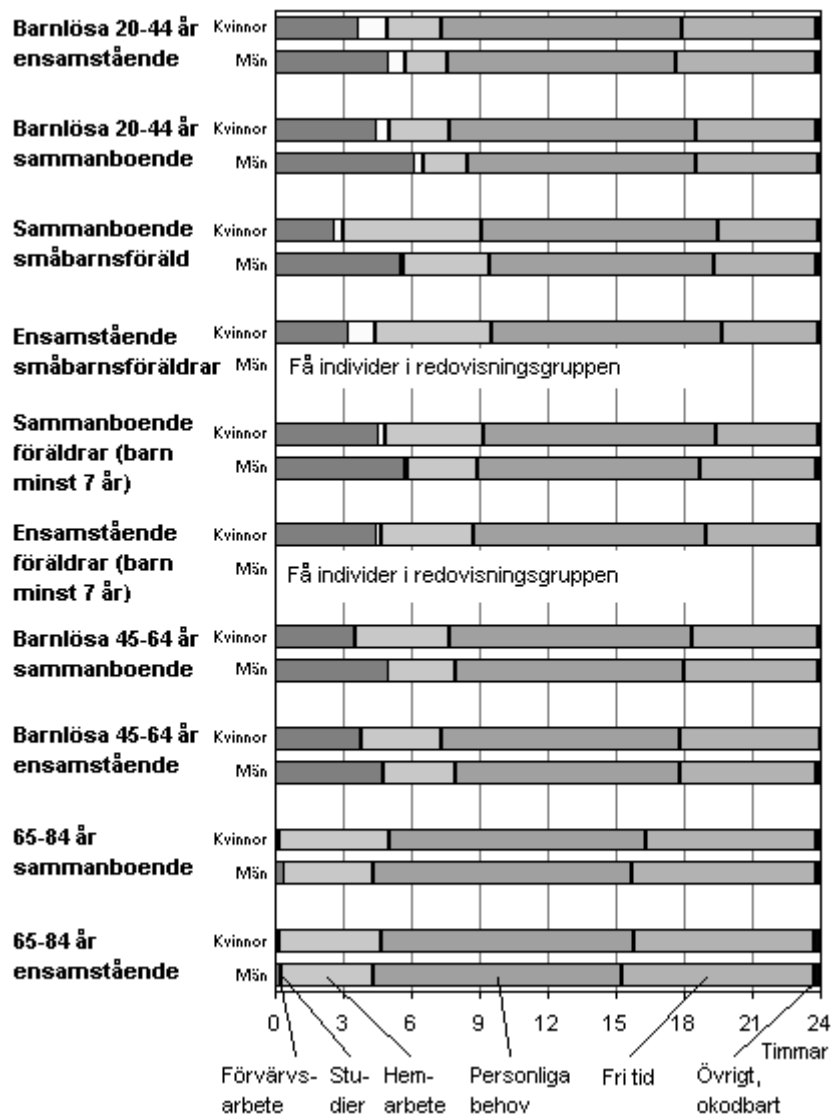 Barnlösa 20-44 år
ensamstående
Kvinnor
Män
Barnlösa 20-44 år
sammanboende
Kvinnor
Män
Sammanboende
småbarnsföräld
Kvinnor
Män
Ensamstående
småbarnsföräldrar
Kvinnor
Män
Få individer i redovisningsgruppen
Sammanboende
föräldrar (barn
minst 7 år)
Kvinnor
Män
Ensamstående
föräldrar (barn
minst 7 år)
Kvinnor
Män
Få individer i redovisningsgruppen
Barnlösa 45-64 år
sammanboende
Kvinnor
Män
Barnlösa 45-64 år
ensamstående
Kvinnor
Män
65-84 år
sammanboende
Kvinnor
Män
65-84 år
ensamstående
Kvinnor
Män
0 3 6 9 12 15 18 21 24
Timmar
Förvärvs-
arbete
Stu-
dier
Hem-
arbete
Personliga
behov
Fri tid
Övrigt,
okodbart